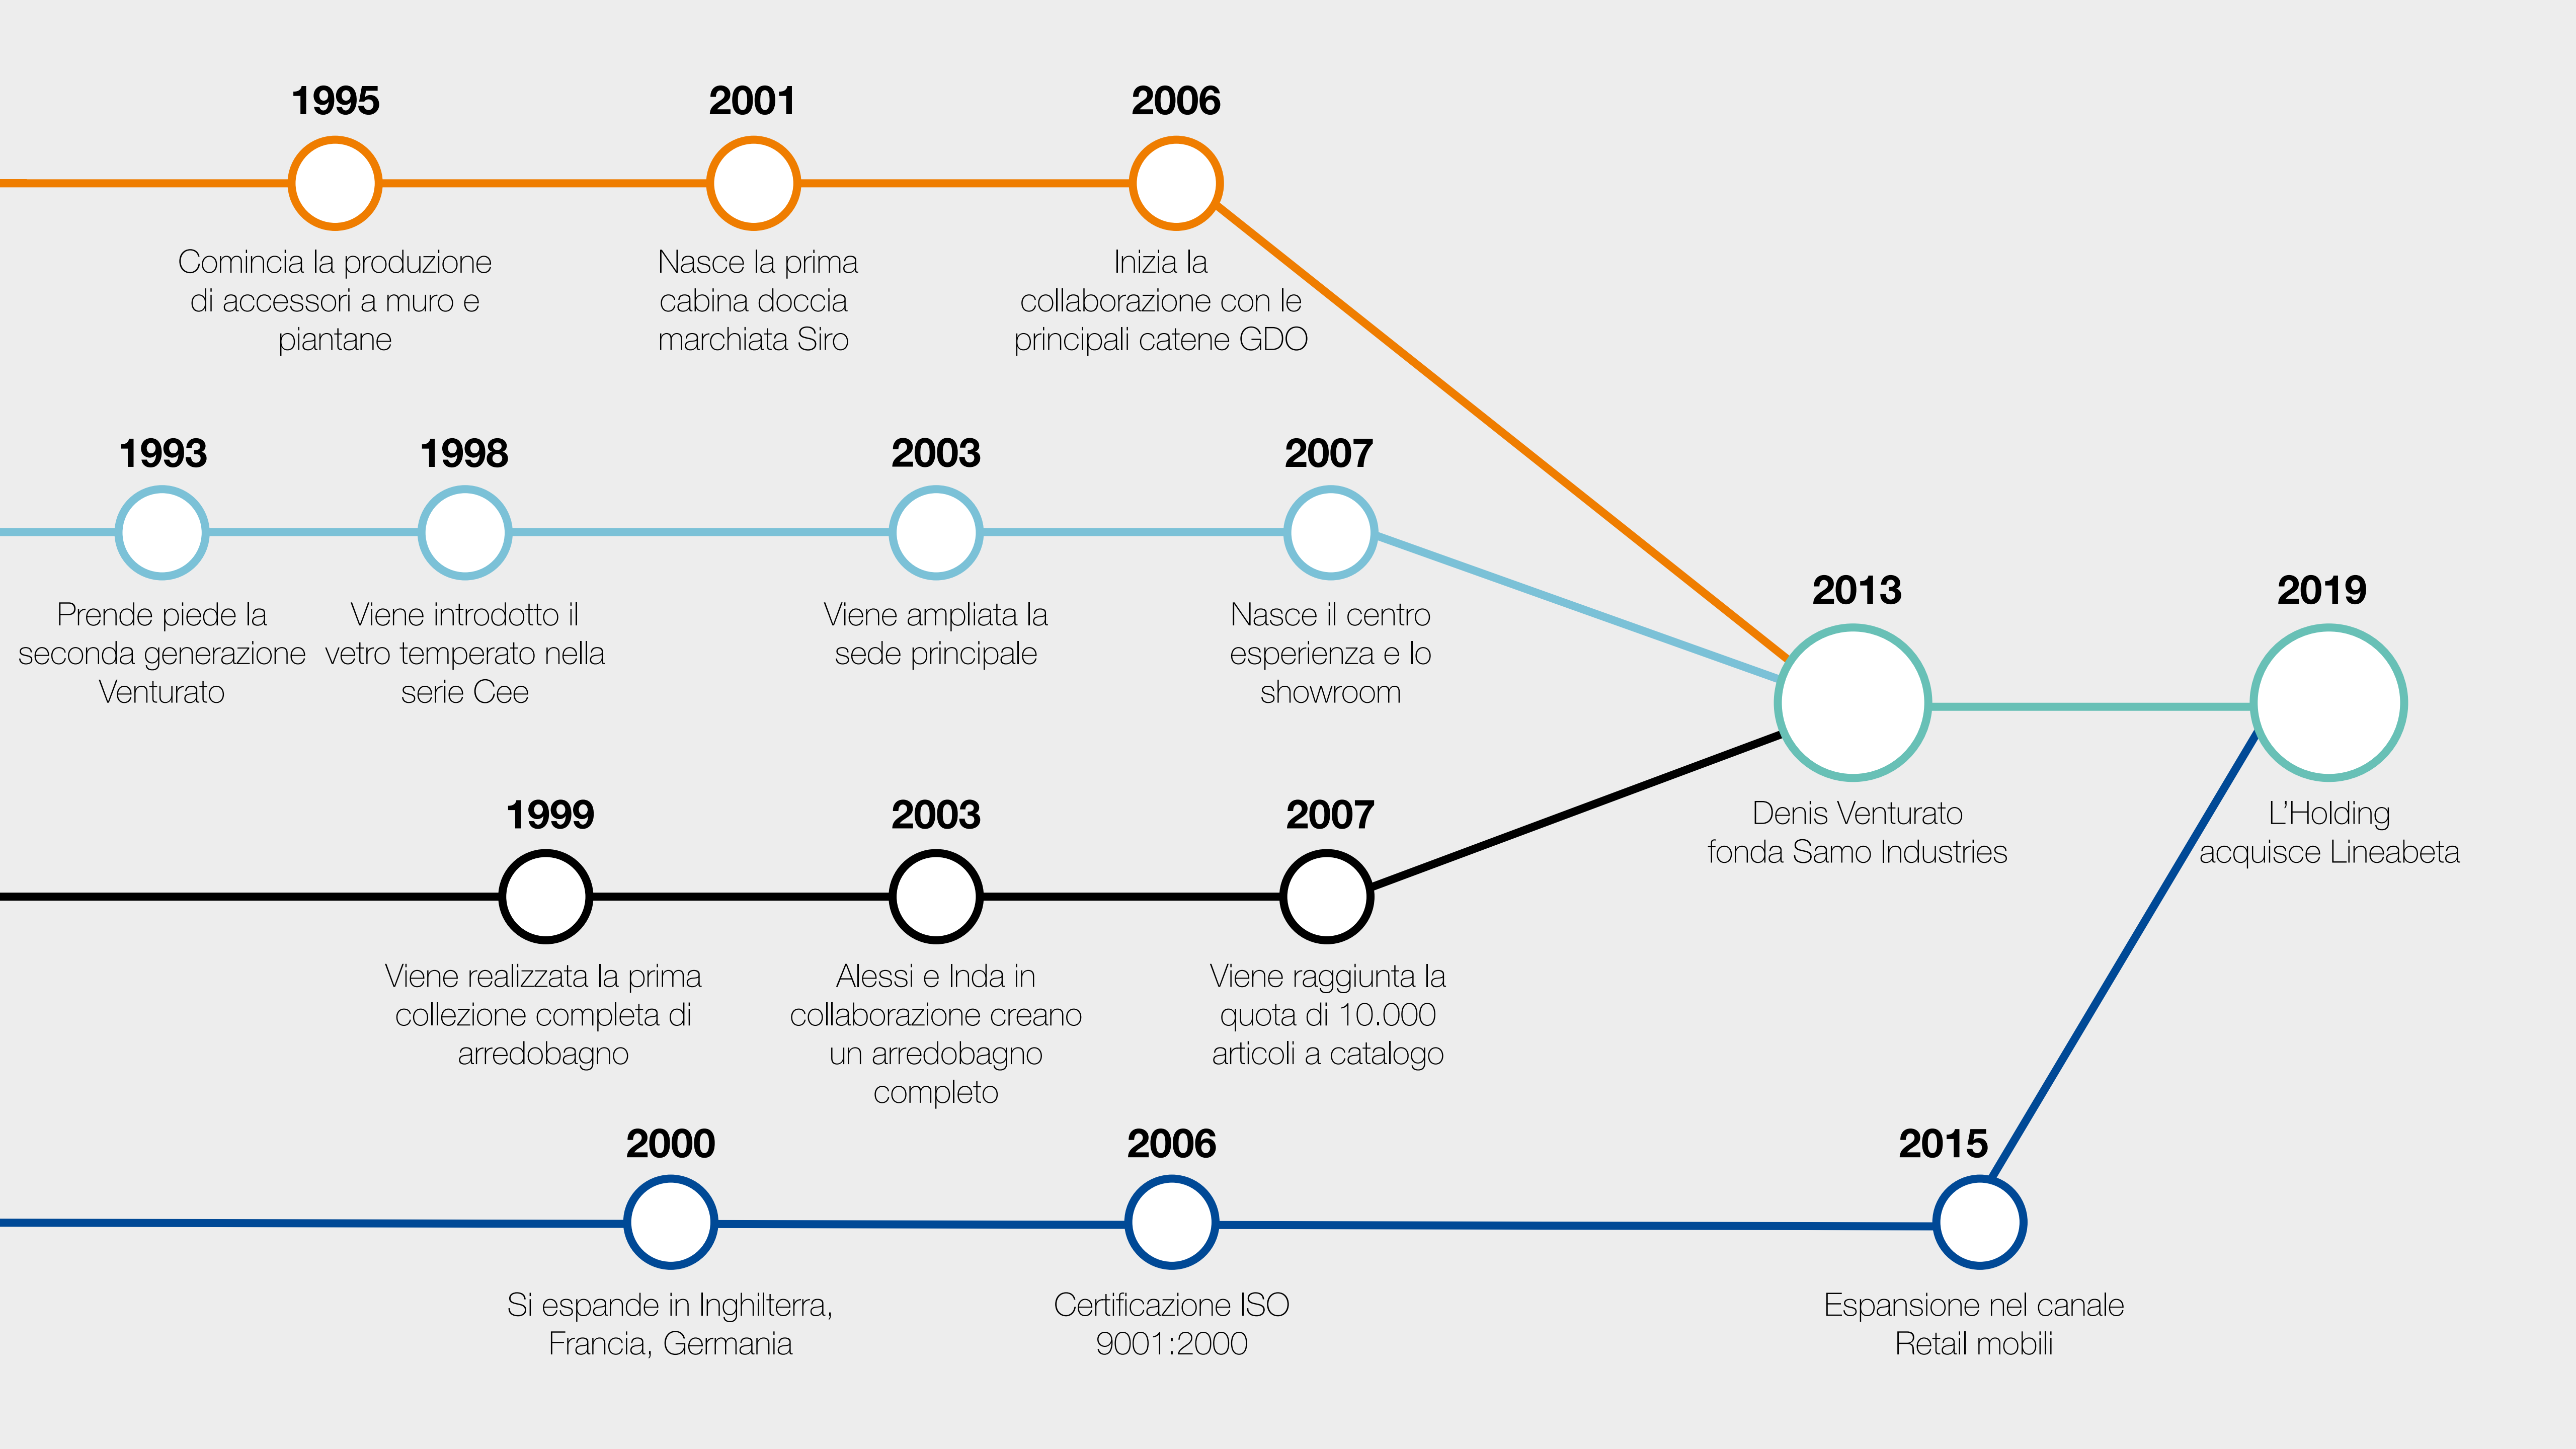 1995
Comincia la produzione
di accessori a muro e
piantane
2001
Nasce la prima
cabina doccia
marchiata Siro
2006
Inizia la
collaborazione con le
principali catene GDO
1993
Prende piede la
seconda generazione
Venturato
1998
Viene introdotto il
vetro temperato nella
serie Cee
2003
Viene ampliata la
sede principale
2007
Nasce il centro
esperienza e lo
showroom
2013
Denis Venturato
fonda Samo Industries
2019
L’Holding
acquisce Lineabeta
1999
Viene realizzata la prima
collezione completa di
arredobagno
2003
Alessi e Inda in
collaborazione creano
un arredobagno
completo
2007
Viene raggiunta la
quota di 10.000
articoli a catalogo
2000
Si espande in Inghilterra,
Francia, Germania
2006
Certificazione ISO
9001:2000
2015
Espansione nel canale
Retail mobili